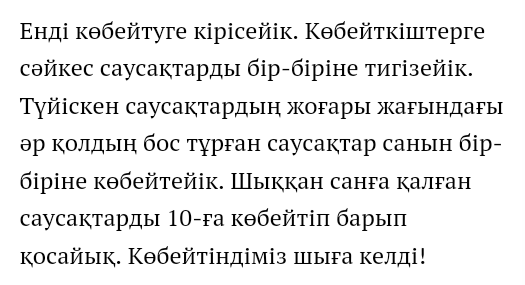 Енді көбейтуге кірісейік. Көбейткіштерге
сәйкес саусақтарды бір-біріне тигізейік.
Түйіскен саусақтардың жоғары жағындағы
әр қолдың бос тұрған саусақтар санын бір-
біріне көбейтейік. Шыққан санға қалған
саусақтарды 10-ға көбейтіп барып
қосайық. Көбейтіндіміз шыға келді!